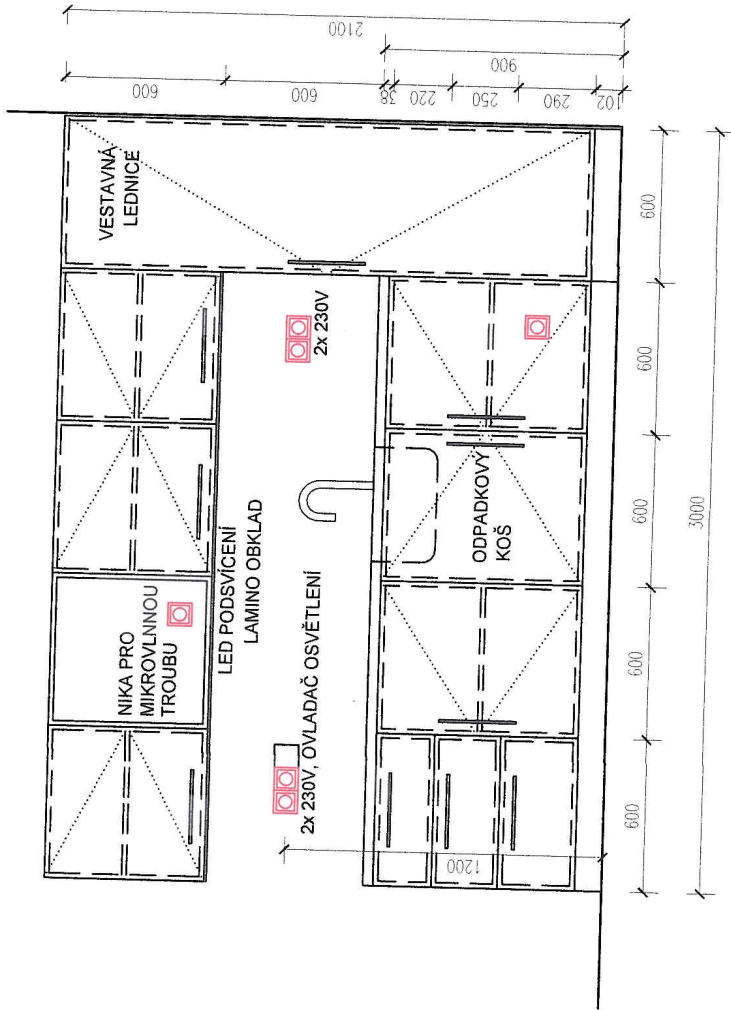 VESTAVNÁ
LEDNICE
NIKA PRO
MIKROVLNNOU
TROUBU
LED PODSVÍCENÍ
LAMINO OBKLAD
2x 230V
2x 230V, OVLADAČ OSVĚTLENÍ
ODPADKOVÝ
KOŠ
2100
900
600
600
38
220
250
290
102
1200
600
600
600
600
600
3000